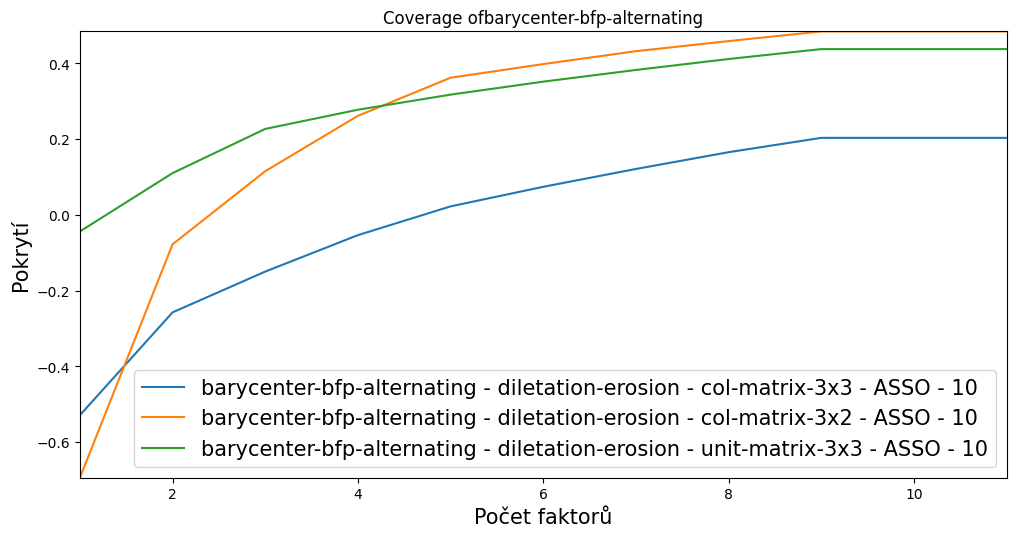 Coverage ofbarycenter-bfp-alternating
0.4
0.2
0.0
−0.2
−0.4
−0.6
Pokrytí
barycenter-bfp-alternating - diletation-erosion - col-matrix-3x3 - ASSO - 10
barycenter-bfp-alternating - diletation-erosion - col-matrix-3x2 - ASSO - 10
barycenter-bfp-alternating - diletation-erosion - unit-matrix-3x3 - ASSO - 10
2 4 6 8 10
Počet faktorů